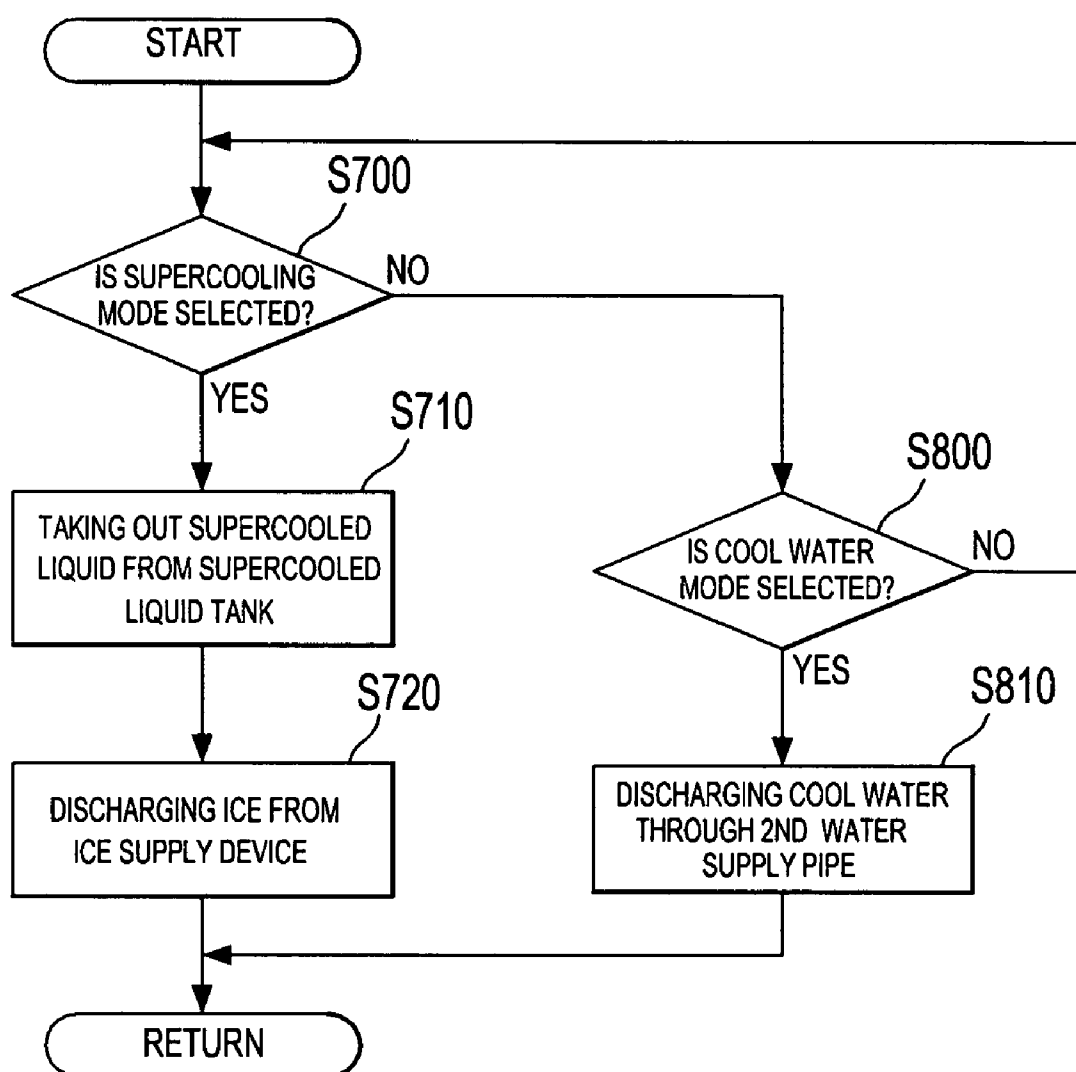 START
S700
IS SUPERCOOLING
MODE SELECTED?
NO
YES
S710
TAKING OUT SUPERCOOLED
LIQUID FROM SUPERCOOLED
LIQUID TANK
S720
DISCHARGING ICE FROM
ICE SUPPLY DEVICE
S800
IS COOL WATER
MODE SELECTED?
NO
YES
S810
DISCHARGING COOL WATER
THROUGH 2ND WATER
SUPPLY PIPE
RETURN